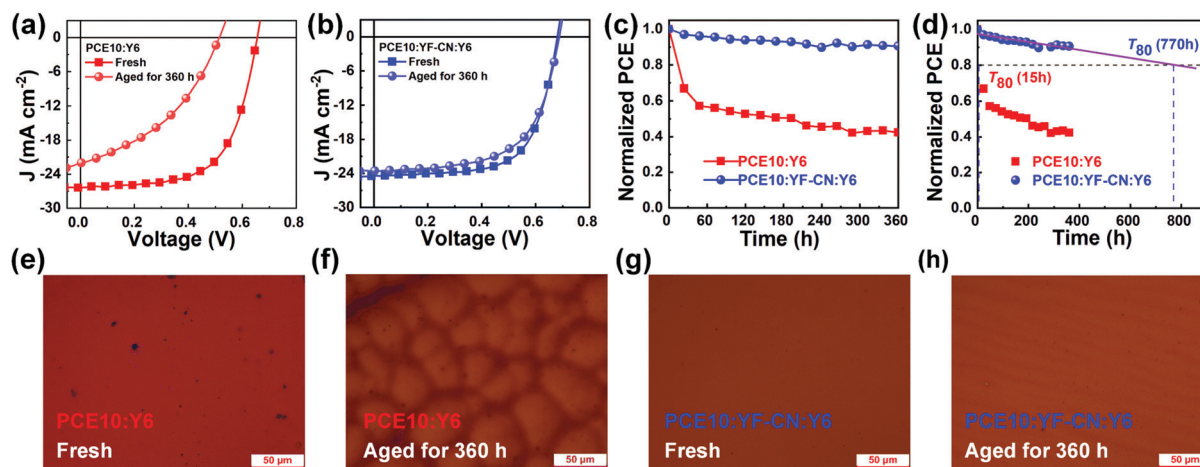 (a)
PCE10:Y6
Fresh
Aged for 360 h
0
-6
-12
-18
-24
-30
J (mA cm⁻²)
0.0 0.2 0.4 0.6 0.8
Voltage (V)
(b)
PCE10:YF-CN:Y6
Fresh
Aged for 360 h
0
-6
-12
-18
-24
-30
J (mA cm⁻²)
0.0 0.2 0.4 0.6 0.8
Voltage (V)
(c)
1.0
0.8
0.6
0.4
0.2
0.0
Normalized PCE
PCE10:Y6
PCE10:YF-CN:Y6
0 60 120 180 240 300 360
Time (h)
(d)
1.0
0.8
0.6
0.4
0.2
0.0
Normalized PCE
T₈₀ (770h)
T₈₀ (15h)
PCE10:Y6
PCE10:YF-CN:Y6
0 200 400 600 800
Time (h)
(e)
PCE10:Y6
Fresh
50 µm
(f)
PCE10:Y6
Aged for 360 h
50 µm
(g)
PCE10:YF-CN:Y6
Fresh
50 µm
(h)
PCE10:YF-CN:Y6
Aged for 360 h
50 µm